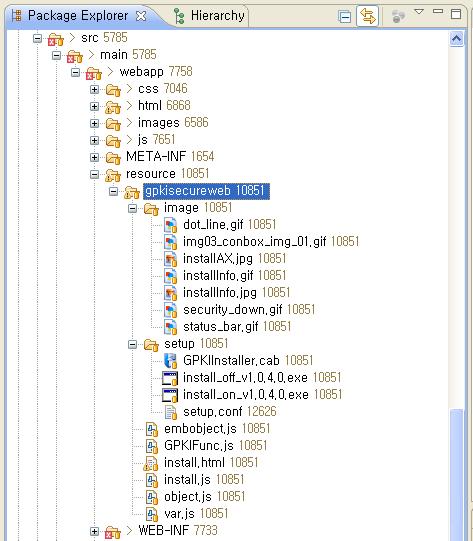 Package Explorer Hierarchy
> src 5785
> main 5785
> webapp 7758
> css 7046
> html 6868
> images 6586
> js 7651
META-INF 1654
resource 10851
gpkisecureweb 10851
image 10851
dot_line.gif 10851
img03_conbox_img_01.gif 10851
installAX.jpg 10851
installInfo.gif 10851
installInfo.jpg 10851
security_down.gif 10851
status_bar.gif 10851
setup 10851
GPKIInstaller.cab 10851
install_off_v1.0.4.0.exe 10851
install_on_v1.0.4.0.exe 10851
setup.conf 12626
embobject.js 10851
GPKIFunc.js 10851
install.html 10851
install.js 10851
object.js 10851
var.js 10851
> WEB-INF 7733